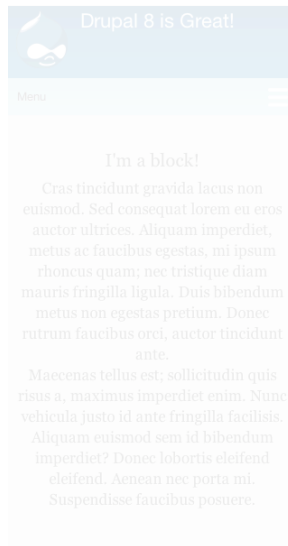 Drupal 8 is Great!
Menu
I'm a block!
Cras tincidunt gravida lacus non
euismod. Sed consequat lorem eu eros
auctor ultrices. Aliquam imperdiet,
metus ac faucibus egestas, mi ipsum
rhoncus quam; nec tristique diam
mauris fringilla ligula. Duis bibendum
metus non egestas pretium. Donec
rutrum faucibus orci, auctor tincidunt
ante.
Maecenas tellus est; sollicitudin quis
risus a, maximus imperdiet enim. Nunc
vehicula justo id ante fringilla facilisis.
Aliquam euismod sem id bibendum
imperdiet? Donec lobortis eleifend
eleifend. Aenean nec porta mi.
Suspendisse faucibus posuere.